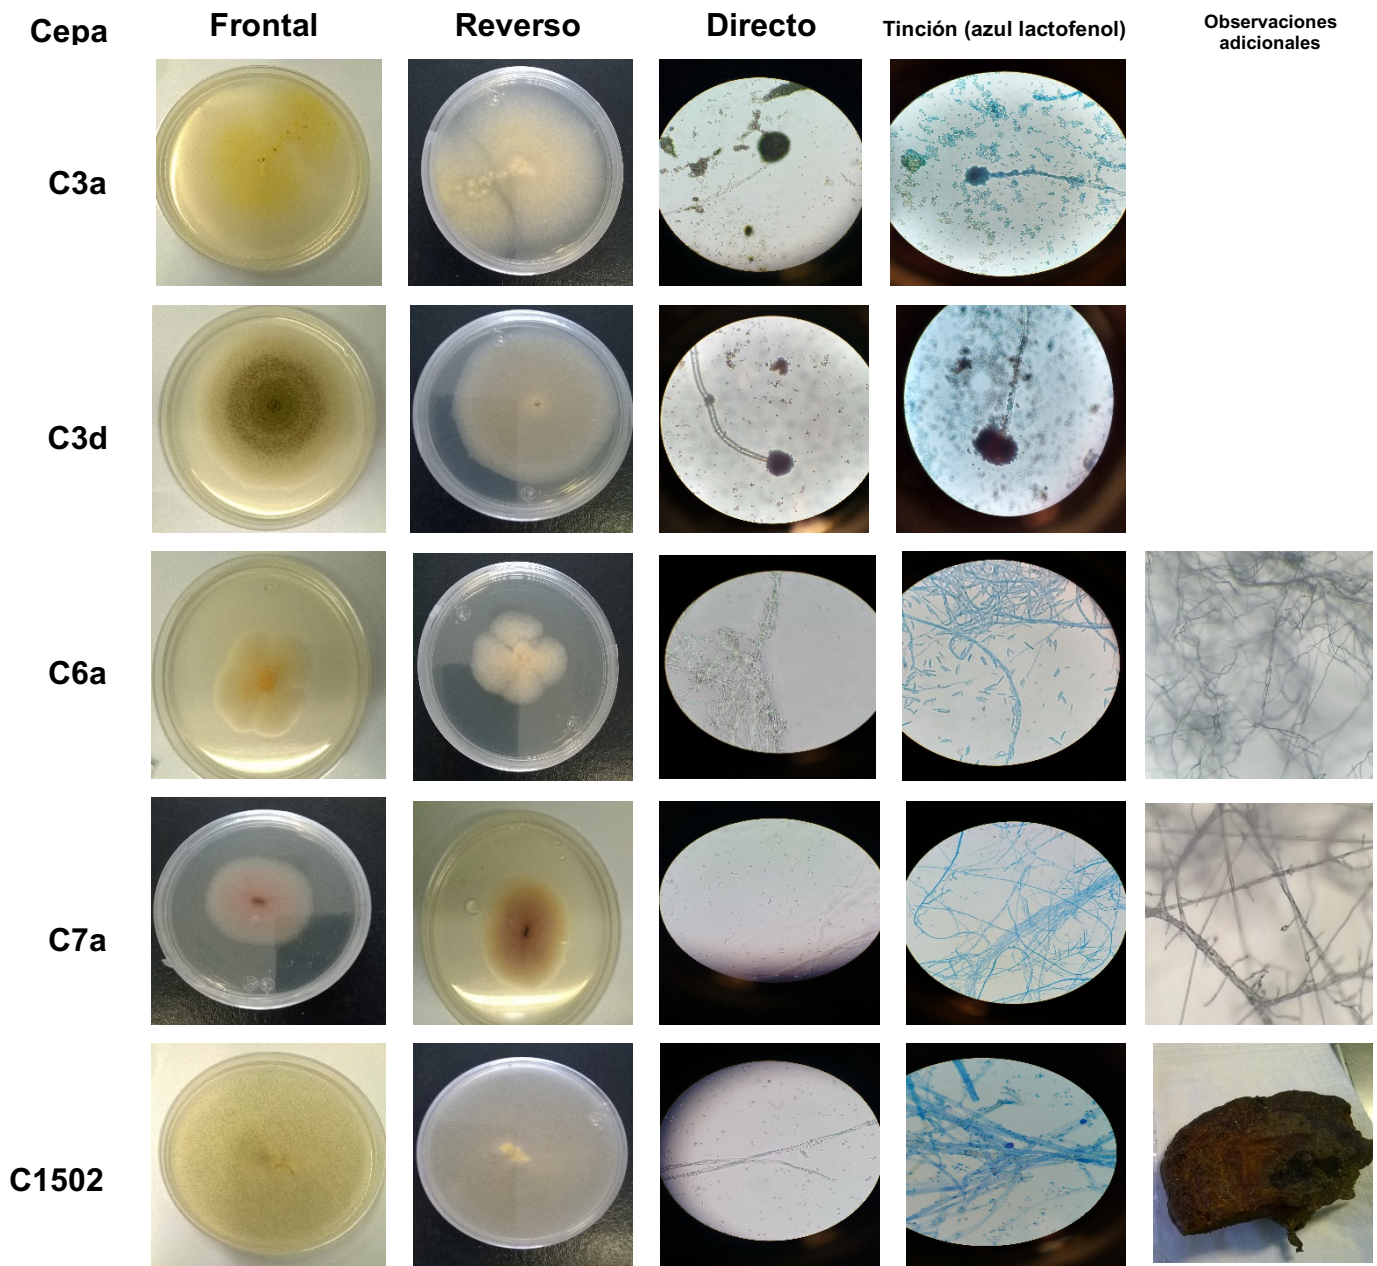 Cepa
Frontal
Reverso
Directo
Tinción (azul lactofenol)
Observaciones
adicionales
C3a
C3d
C6a
C7a
C1502